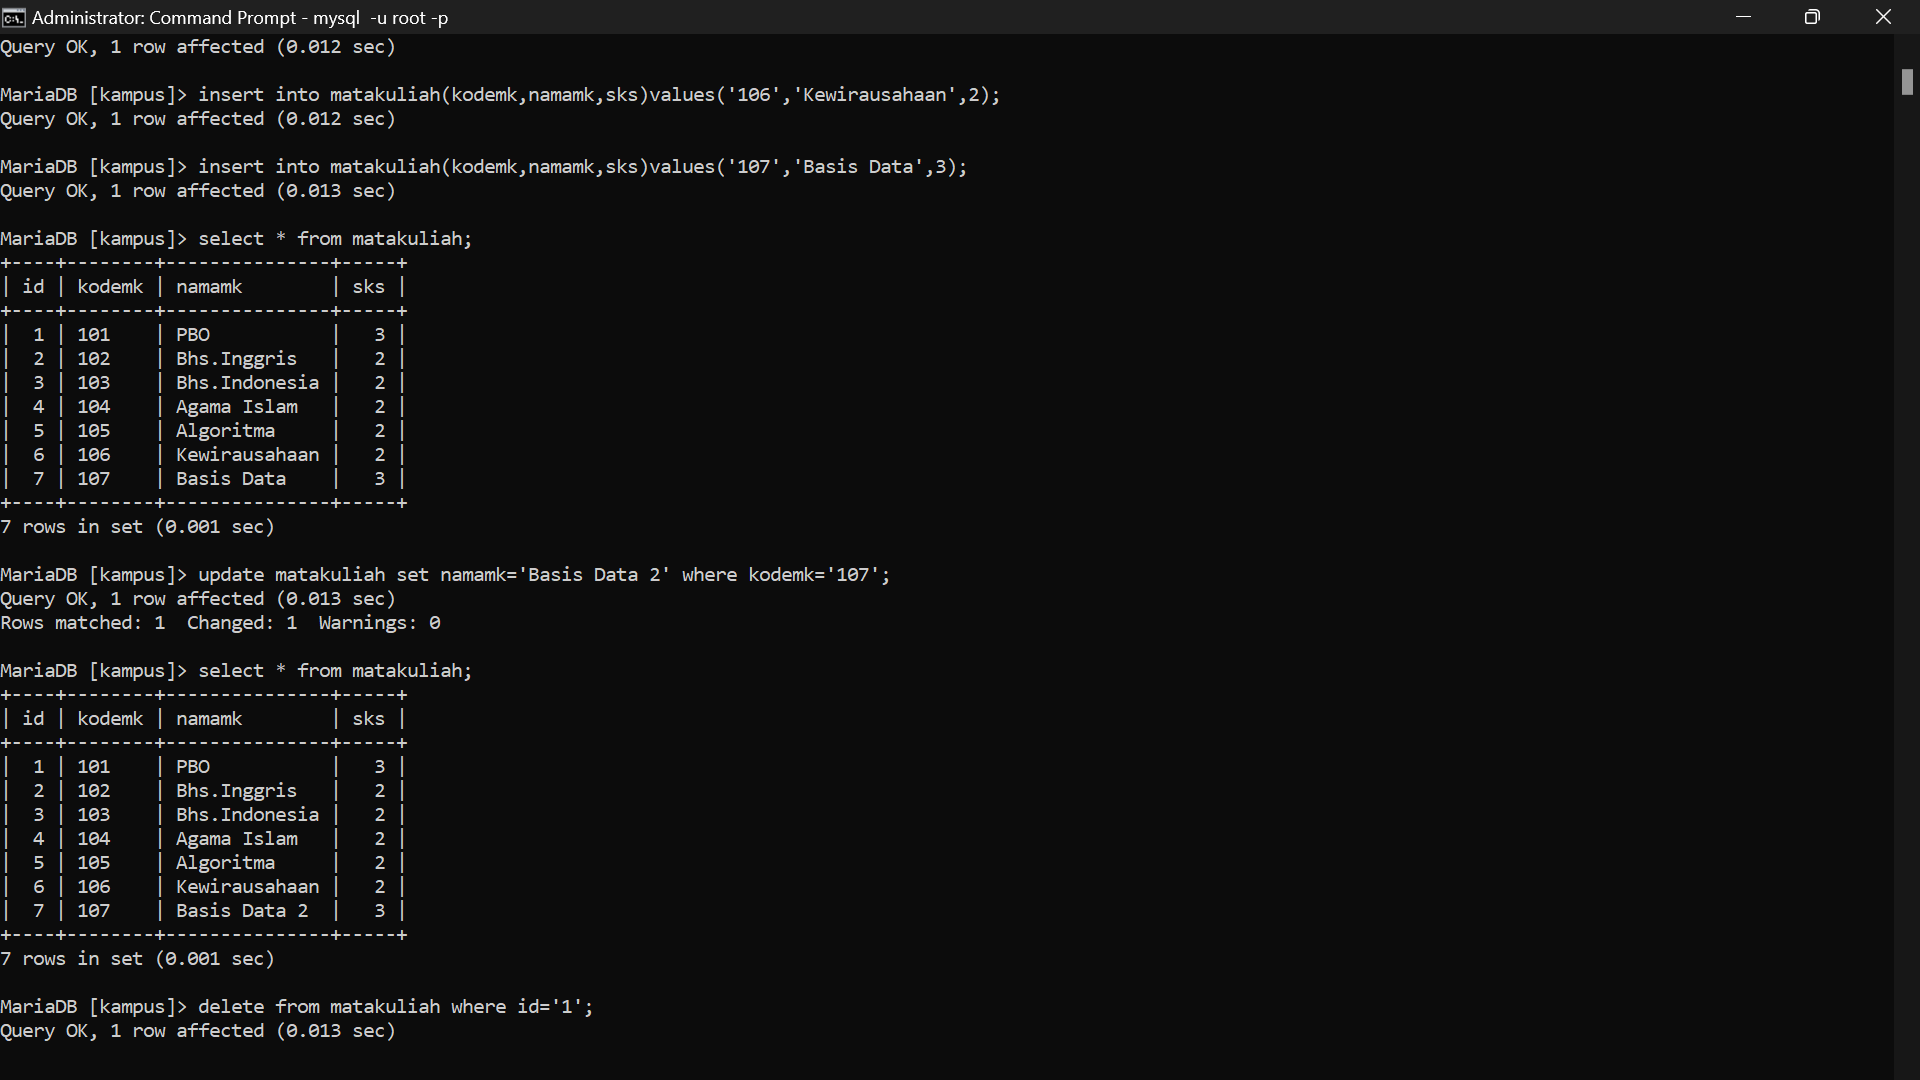 Administrator: Command Prompt - mysql  -u root -p
Query OK, 1 row affected (0.012 sec)
MariaDB [kampus]> insert into matakuliah(kodemk,namamk,sks)values('106','Kewirausahaan',2);
Query OK, 1 row affected (0.012 sec)
MariaDB [kampus]> insert into matakuliah(kodemk,namamk,sks)values('107','Basis Data',3);
Query OK, 1 row affected (0.013 sec)
MariaDB [kampus]> select * from matakuliah;
+----+--------+---------------+-----+
| id | kodemk | namamk        | sks |
+----+--------+---------------+-----+
|  1 | 101    | PBO           |   3 |
|  2 | 102    | Bhs.Inggris   |   2 |
|  3 | 103    | Bhs.Indonesia |   2 |
|  4 | 104    | Agama Islam   |   2 |
|  5 | 105    | Algoritma     |   2 |
|  6 | 106    | Kewirausahaan |   2 |
|  7 | 107    | Basis Data    |   3 |
+----+--------+---------------+-----+
7 rows in set (0.001 sec)
MariaDB [kampus]> update matakuliah set namamk='Basis Data 2' where kodemk='107';
Query OK, 1 row affected (0.013 sec)
Rows matched: 1  Changed: 1  Warnings: 0
MariaDB [kampus]> select * from matakuliah;
+----+--------+---------------+-----+
| id | kodemk | namamk        | sks |
+----+--------+---------------+-----+
|  1 | 101    | PBO           |   3 |
|  2 | 102    | Bhs.Inggris   |   2 |
|  3 | 103    | Bhs.Indonesia |   2 |
|  4 | 104    | Agama Islam   |   2 |
|  5 | 105    | Algoritma     |   2 |
|  6 | 106    | Kewirausahaan |   2 |
|  7 | 107    | Basis Data 2  |   3 |
+----+--------+---------------+-----+
7 rows in set (0.001 sec)
MariaDB [kampus]> delete from matakuliah where id='1';
Query OK, 1 row affected (0.013 sec)